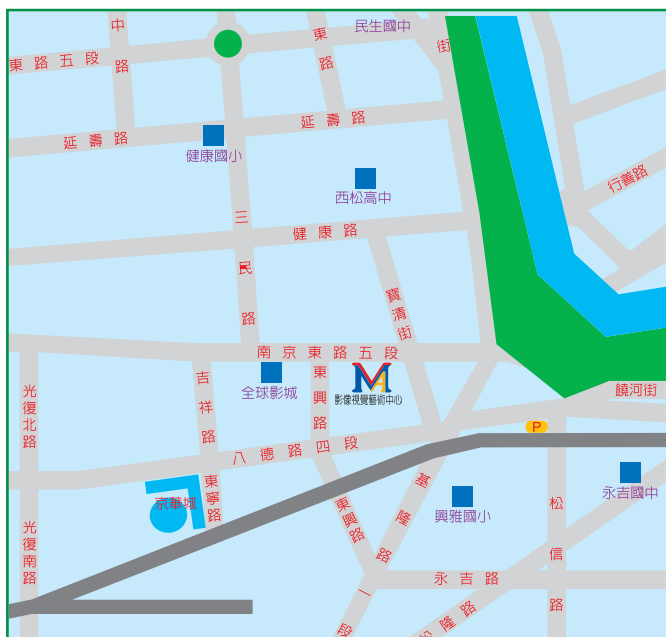 民生國中
東路五段
中路
東路
街
延壽路
延壽路
健康國小
西松高中
行善路
三民路
健康路
寶清街
南京東路五段
全球影城
東興路
MA
影像視覺藝術中心
吉祥路
光復北路
饒河街
八德路四段
P
京華城
東寧路
東興路
基隆路一段
興雅國小
永吉國中
松信路
光復南路
永吉路
隆路